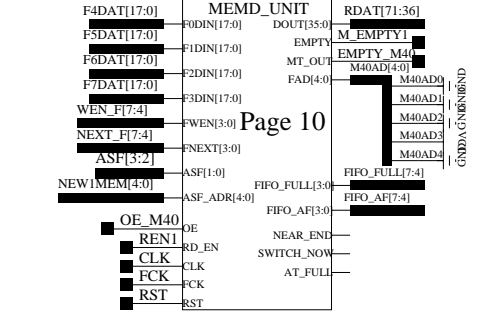 MEMD_UNIT
F4DAT[17:0]
F0DIN[17:0]
DOUT[35:0]
RDAT[71:36]
F5DAT[17:0]
F1DIN[17:0]
EMPTY
M_EMPTY1
F6DAT[17:0]
F2DIN[17:0]
MT_OUT
EMPTY_M40
F7DAT[17:0]
F3DIN[17:0]
FAD[4:0]
M40AD[4:0]
M40AD0
GND
M40AD1
GND
M40AD2
GND
M40AD3
M40AD4
GND
WEN_F[7:4]
FWEN[3:0]
Page 10
NEXT_F[7:4]
FNEXT[3:0]
ASF[3:2]
ASF[1:0]
NEW1MEM[4:0]
ASF_ADR[4:0]
FIFO_FULL[3:0]
FIFO_FULL[7:4]
FIFO_AF[3:0]
FIFO_AF[7:4]
OE_M40
OE
NEAR_END
REN1
RD_EN
SWITCH_NOW
CLK
CLK
AT_FULL
FCK
FCK
RST
RST